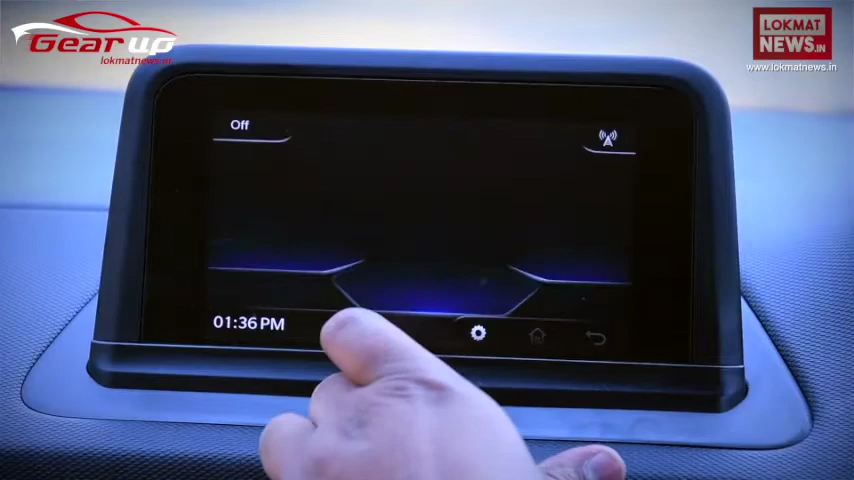 Gear up
lokmatnews.in
LOKMAT
NEWS.IN
www.lokmatnews.in
Off
01:36 PM